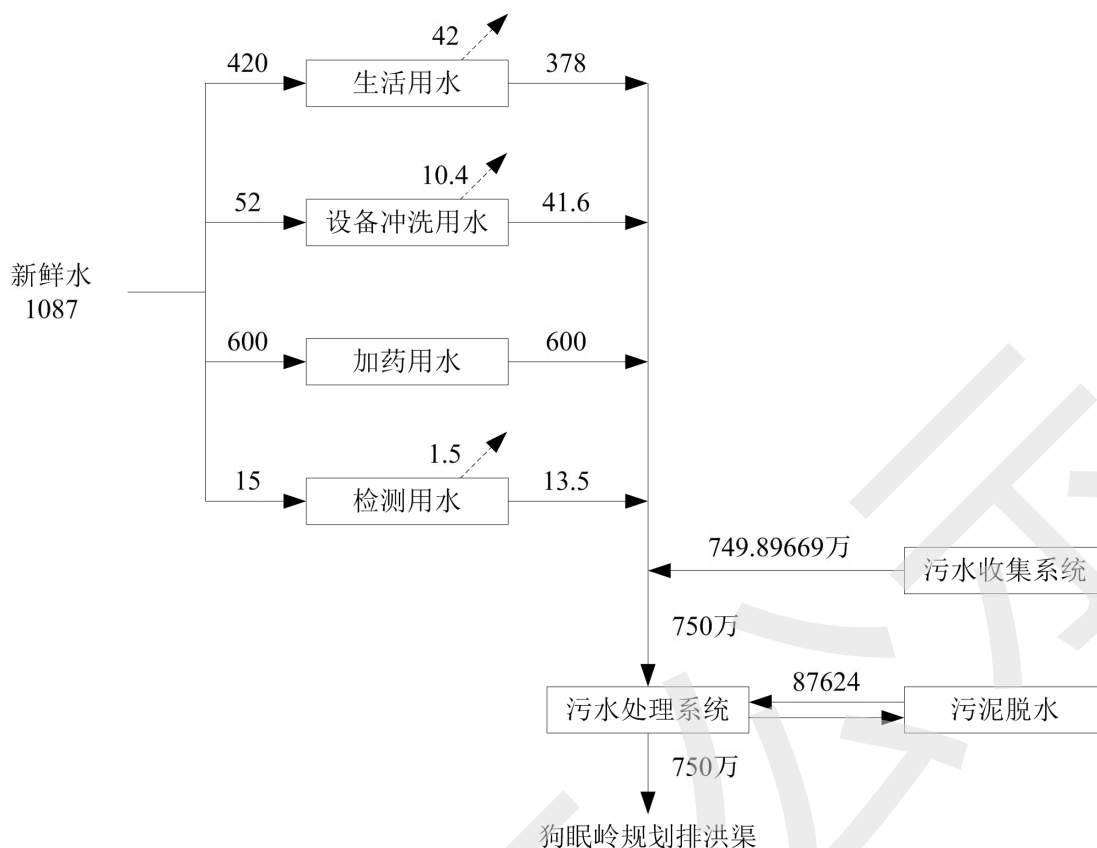 42
420
生活用水
378
10.4
52
设备冲洗用水
41.6
新鲜水
1087
600
加药用水
600
1.5
15
检测用水
13.5
749.89669万
污水收集系统
750万
87624
污水处理系统
污泥脱水
750万
狗眠岭规划排洪渠
公示